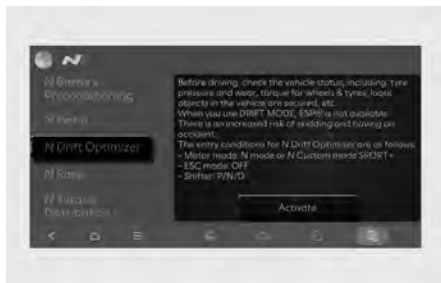 N
N Battery
Preconditioning
N Pedal
N Drift Optimizer
N Race
N Torque
Distribution
Before driving, check the vehicle status, including: tyre
pressure and wear, torque for wheels & tyres, loose
objects in the vehicle are secured, etc.
When you use DRIFT MODE, ESP® is not available.
There is an increased risk of skidding and having an
accident.
The entry conditions for N Drift Optimizer are as follows
- Motor mode: N mode or N Custom mode SPORT+
- ESC mode: OFF
- Shifter: P/N/D
Activate